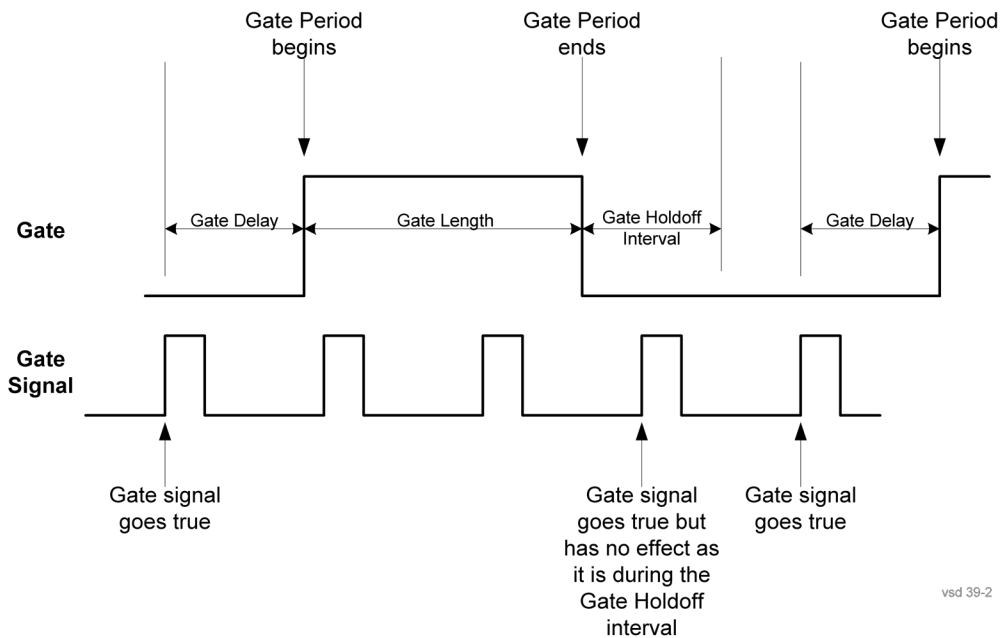 Gate Period
begins
Gate Period
ends
Gate Period
begins
Gate
Gate Delay
Gate Length
Gate Holdoff
Interval
Gate Delay
Gate
Signal
Gate signal
goes true
Gate signal
goes true but
has no effect as
it is during the
Gate Holdoff
interval
Gate signal
goes true
vsd 39-2